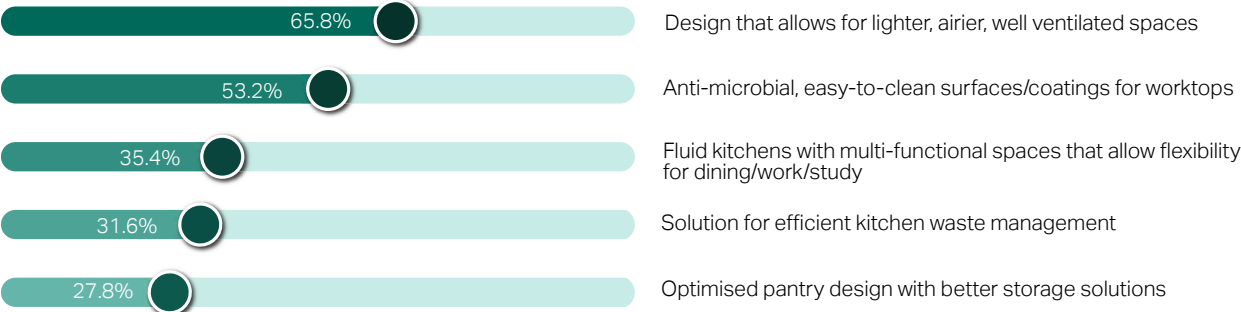 65.8%
Design that allows for lighter, airier, well ventilated spaces
53.2%
Anti-microbial, easy-to-clean surfaces/coatings for worktops
35.4%
Fluid kitchens with multi-functional spaces that allow flexibility
for dining/work/study
31.6%
Solution for efficient kitchen waste management
27.8%
Optimised pantry design with better storage solutions